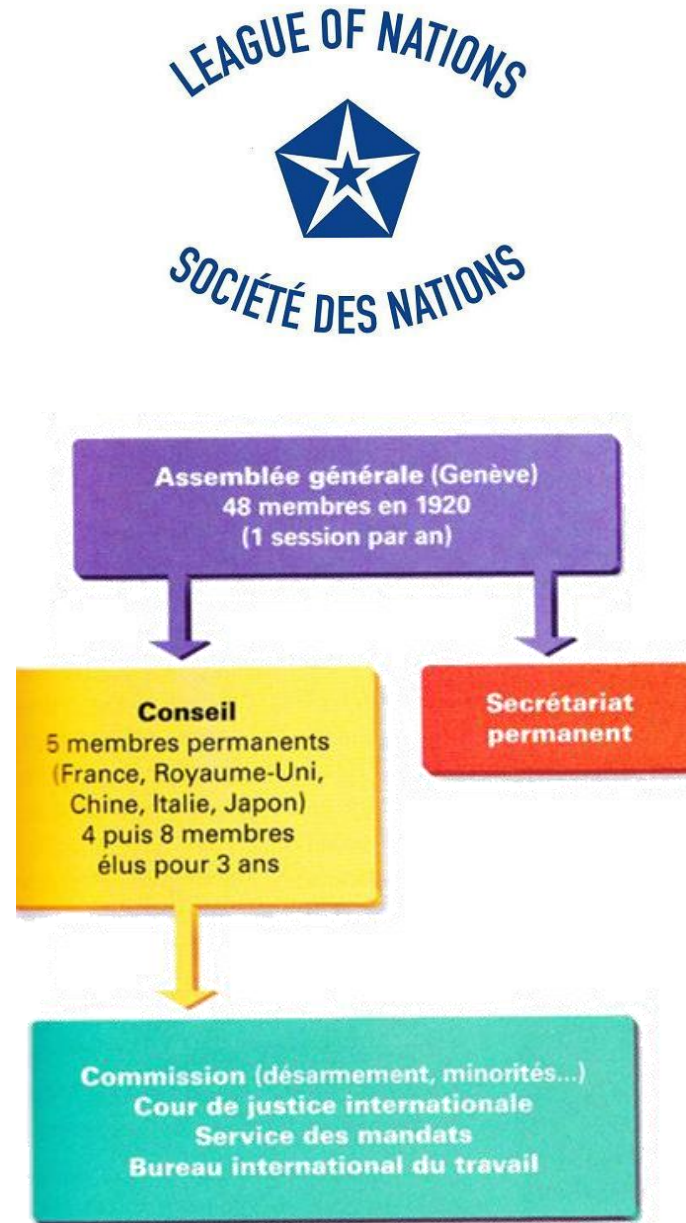 LEAGUE OF NATIONS
SOCIÉTÉ DES NATIONS
Assemblée générale (Genève)
48 membres en 1920
(1 session par an)
Conseil
5 membres permanents
(France, Royaume-Uni,
Chine, Italie, Japon)
4 puis 8 membres
élus pour 3 ans
Secrétariat
permanent
Commission (désarmement, minorités...)
Cour de justice internationale
Service des mandats
Bureau international du travail